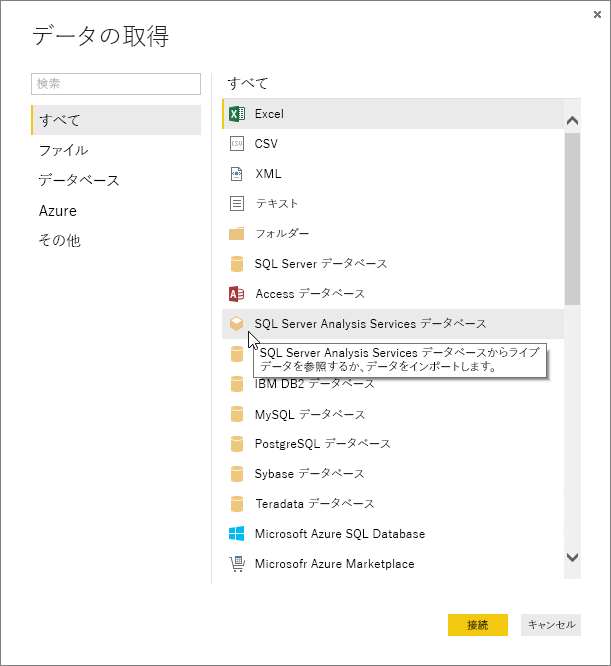 データの取得
検索
すべて
ファイル
データベース
Azure
その他
すべて
Excel
CSV
XML
テキスト
フォルダー
SQL Server データベース
Access データベース
SQL Server Analysis Services データベース
SQL Server Analysis Services データベースからライブ
データを参照するか、データをインポートします。
IBM DB2 データベース
MySQL データベース
PostgreSQL データベース
Sybase データベース
Teradata データベース
Microsoft Azure SQL Database
Microsofr Azure Marketplace
接続
キャンセル